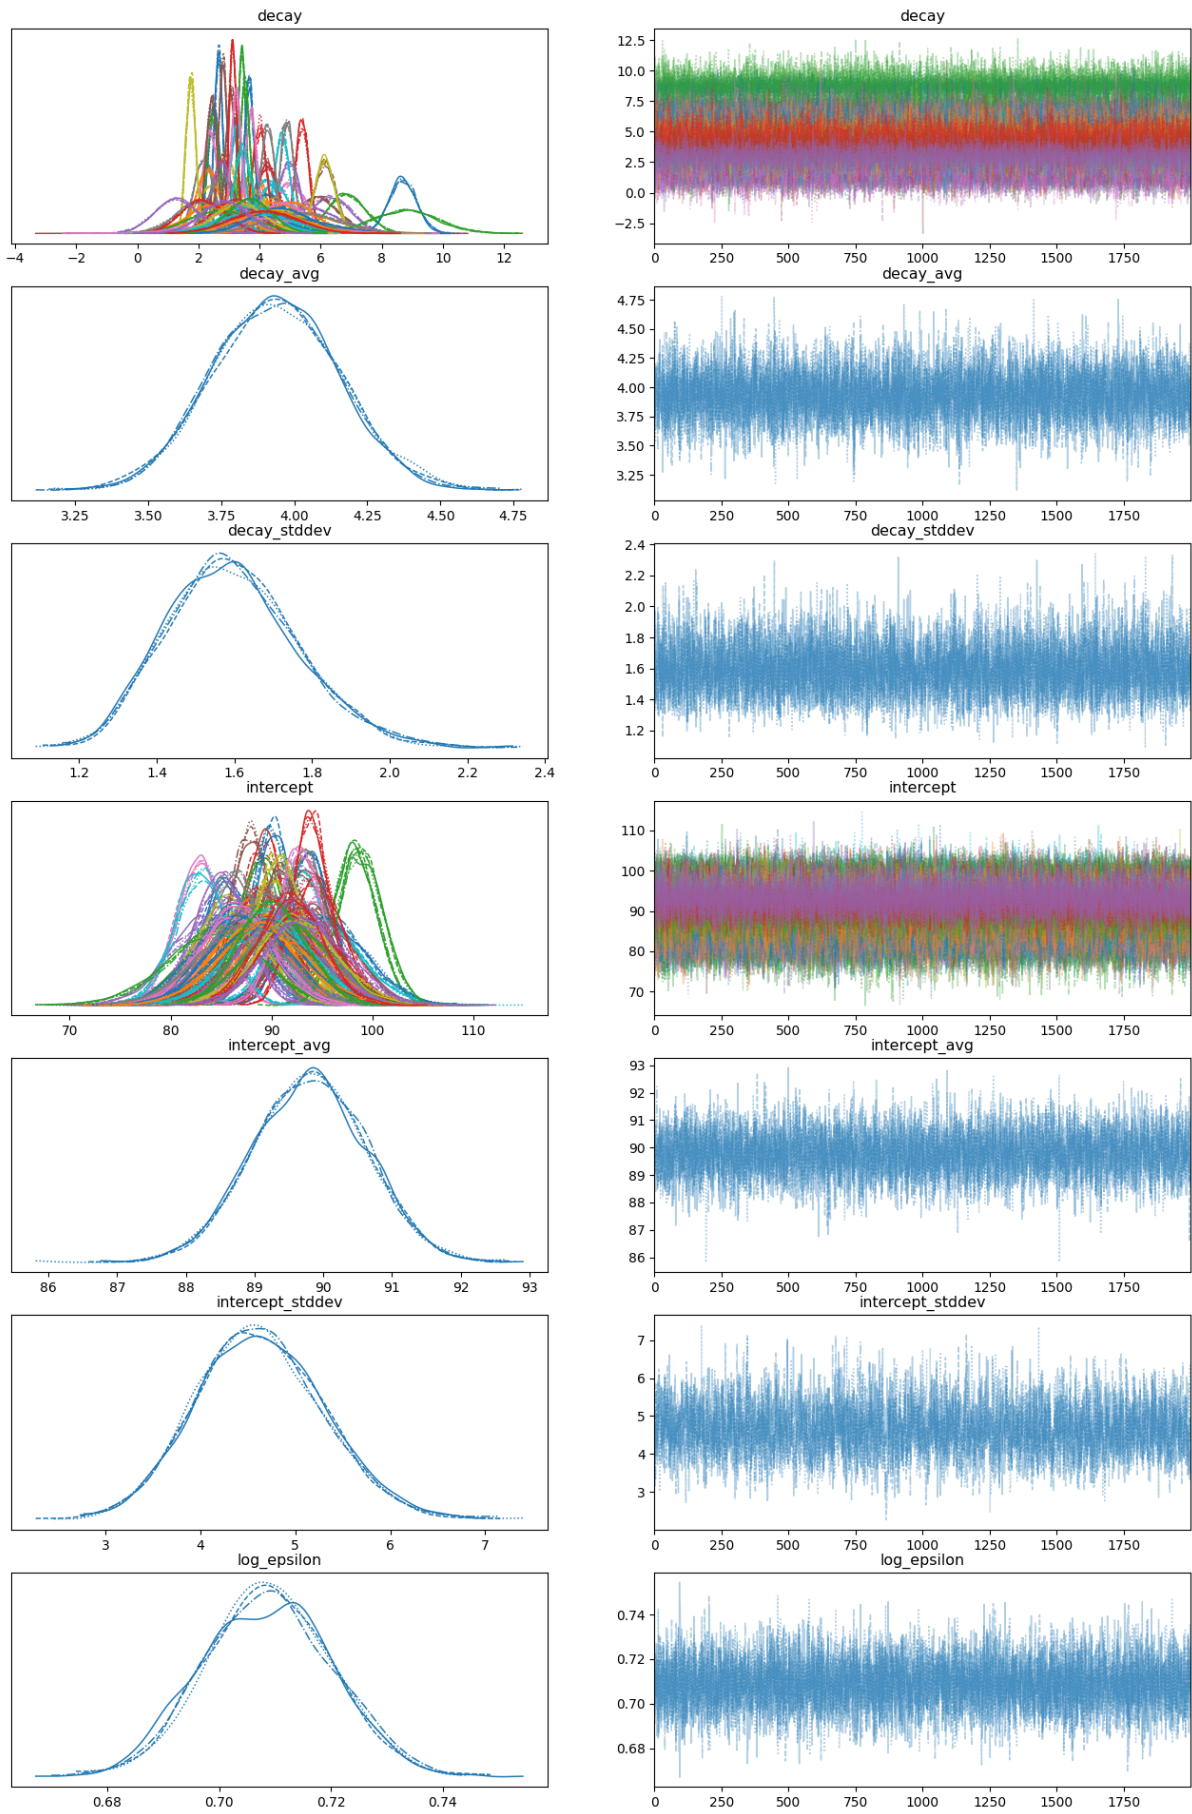 decay decay
−4 −2 0 2 4 6 8 10 12
12.5
10.0
7.5
5.0
2.5
0.0
−2.5
0 250 500 750 1000 1250 1500 1750
decay_avg decay_avg
3.25 3.50 3.75 4.00 4.25 4.50 4.75
4.75
4.50
4.25
4.00
3.75
3.50
3.25
0 250 500 750 1000 1250 1500 1750
decay_stddev decay_stddev
1.2 1.4 1.6 1.8 2.0 2.2 2.4
2.4
2.2
2.0
1.8
1.6
1.4
1.2
0 250 500 750 1000 1250 1500 1750
intercept intercept
70 80 90 100 110
110
100
90
80
70
0 250 500 750 1000 1250 1500 1750
intercept_avg intercept_avg
86 87 88 89 90 91 92 93
93
92
91
90
89
88
87
86
0 250 500 750 1000 1250 1500 1750
intercept_stddev intercept_stddev
3 4 5 6 7
7
6
5
4
3
0 250 500 750 1000 1250 1500 1750
log_epsilon log_epsilon
0.68 0.70 0.72 0.74
0.74
0.72
0.70
0.68
0 250 500 750 1000 1250 1500 1750